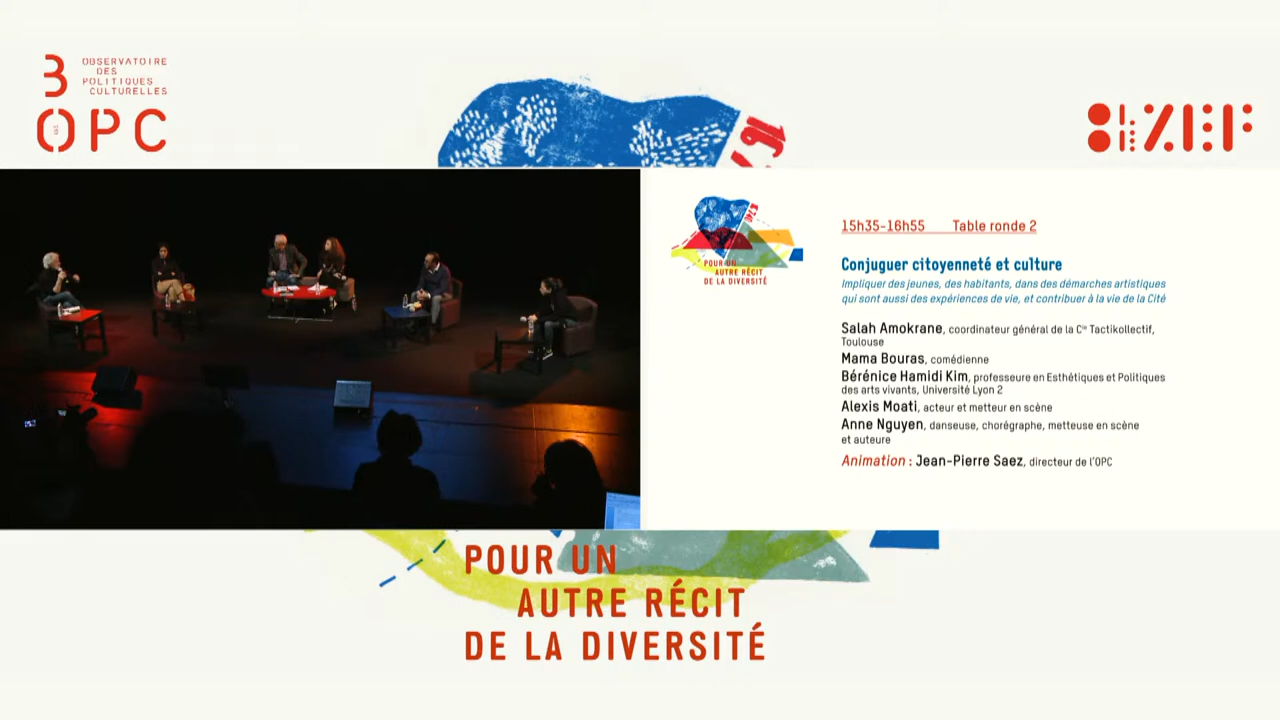 OBSERVATOIRE
DES
POLITIQUES
CULTURELLES
OPC
ZEF
15h35-16h55 Table ronde 2
POUR UN
AUTRE RÉCIT
DE LA DIVERSITÉ
Conjuguer citoyenneté et culture
Impliquer des jeunes, des habitants, dans des démarches artistiques
qui sont aussi des expériences de vie, et contribuer à la vie de la Cité
Salah Amokrane, coordinateur général de la Cie Tactikollectif,
Toulouse
Mama Bouras, comédienne
Bérénice Hamidi Kim, professeure en Esthétiques et Politiques
des arts vivants, Université Lyon 2
Alexis Moati, acteur et metteur en scène
Anne Nguyen, danseuse, chorégraphe, metteuse en scène
et auteure
Animation : Jean-Pierre Saez, directeur de l'OPC
POUR UN
AUTRE RÉCIT
DE LA DIVERSITÉ